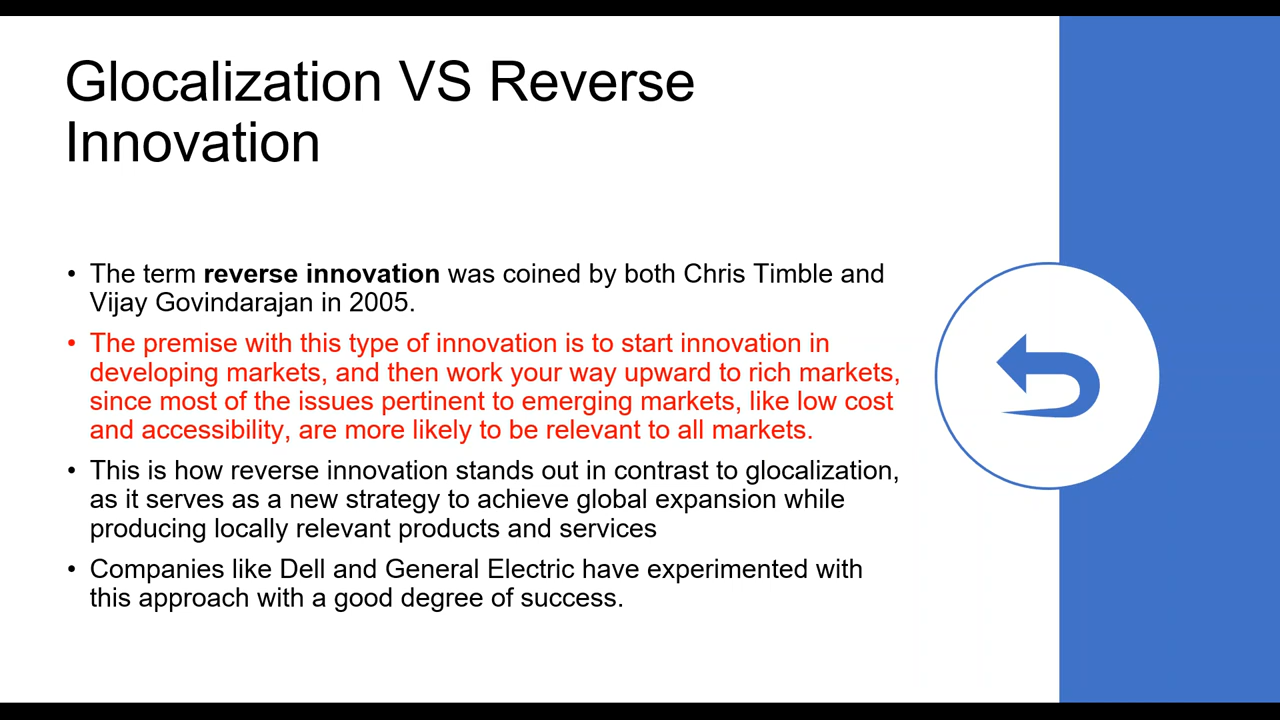 Glocalization VS Reverse
Innovation
• The term reverse innovation was coined by both Chris Timble and
Vijay Govindarajan in 2005.
• The premise with this type of innovation is to start innovation in
developing markets, and then work your way upward to rich markets,
since most of the issues pertinent to emerging markets, like low cost
and accessibility, are more likely to be relevant to all markets.
• This is how reverse innovation stands out in contrast to glocalization,
as it serves as a new strategy to achieve global expansion while
producing locally relevant products and services
• Companies like Dell and General Electric have experimented with
this approach with a good degree of success.